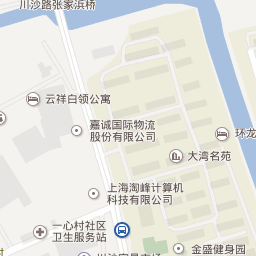 川沙路张家浜桥
云祥白领公寓
嘉诚国际物流
股份有限公司
环龙
大湾名苑
上海淘峰计算机
科技有限公司
一心村社区
卫生服务站
金盛健身园